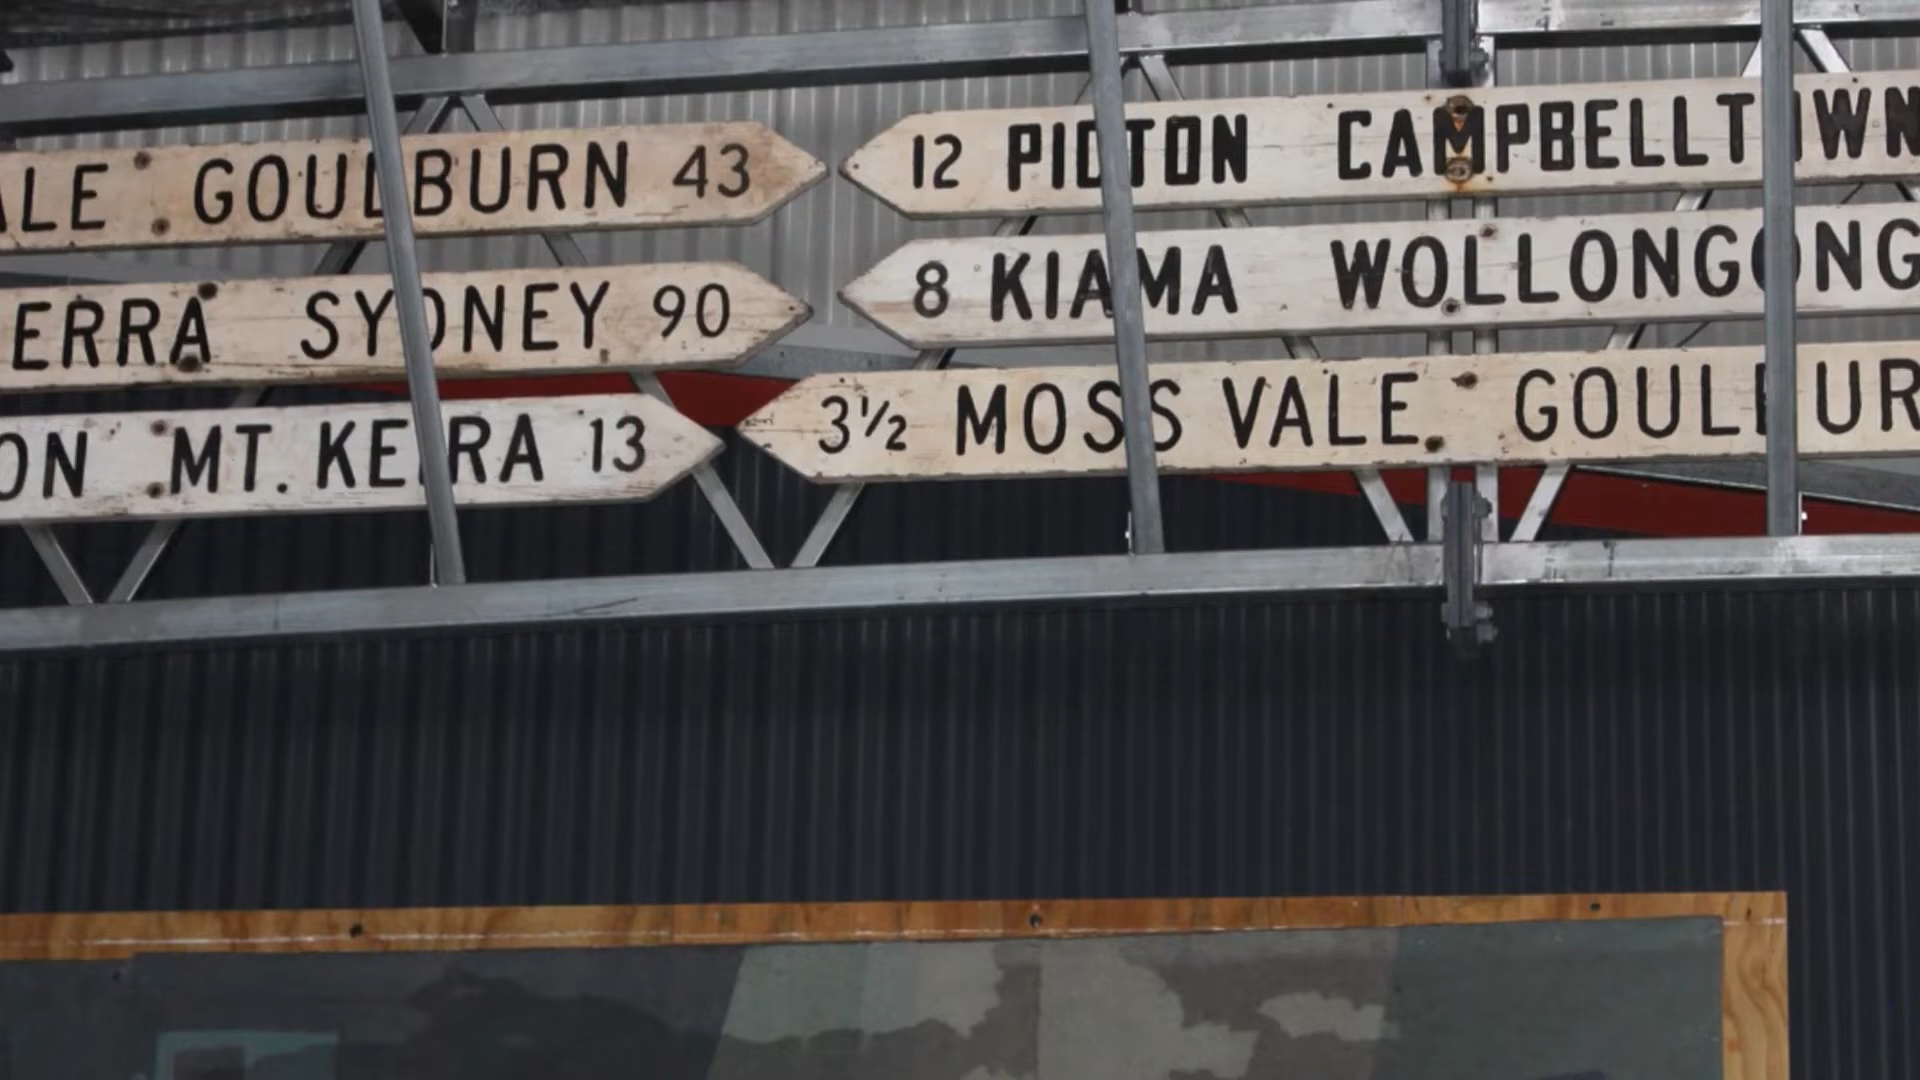 ALE GOULBURN 43
ERRA SYDNEY 90
ON MT. KEIRA 13
12 PICTON CAMPBELLTOWN
8 KIAMA WOLLONGONG
3½ MOSS VALE GOULBUR